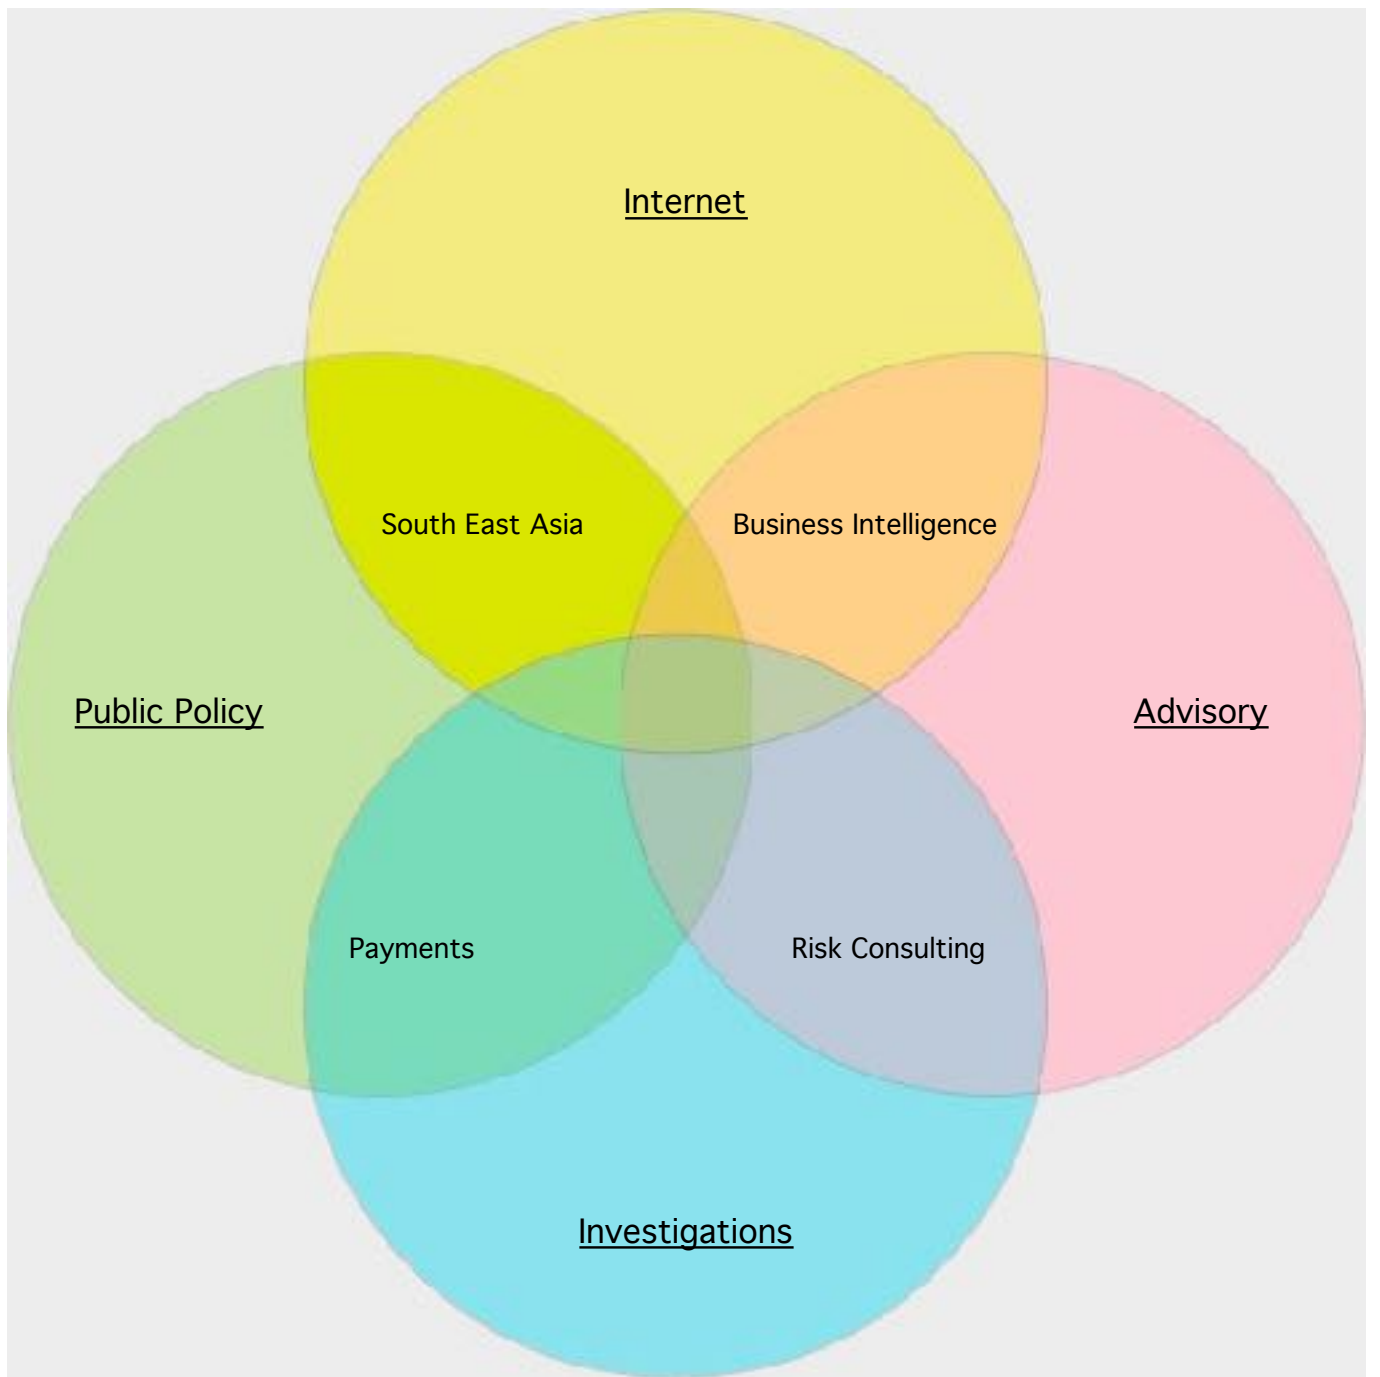 Internet
South East Asia
Business Intelligence
Public Policy
Advisory
Payments
Risk Consulting
Investigations